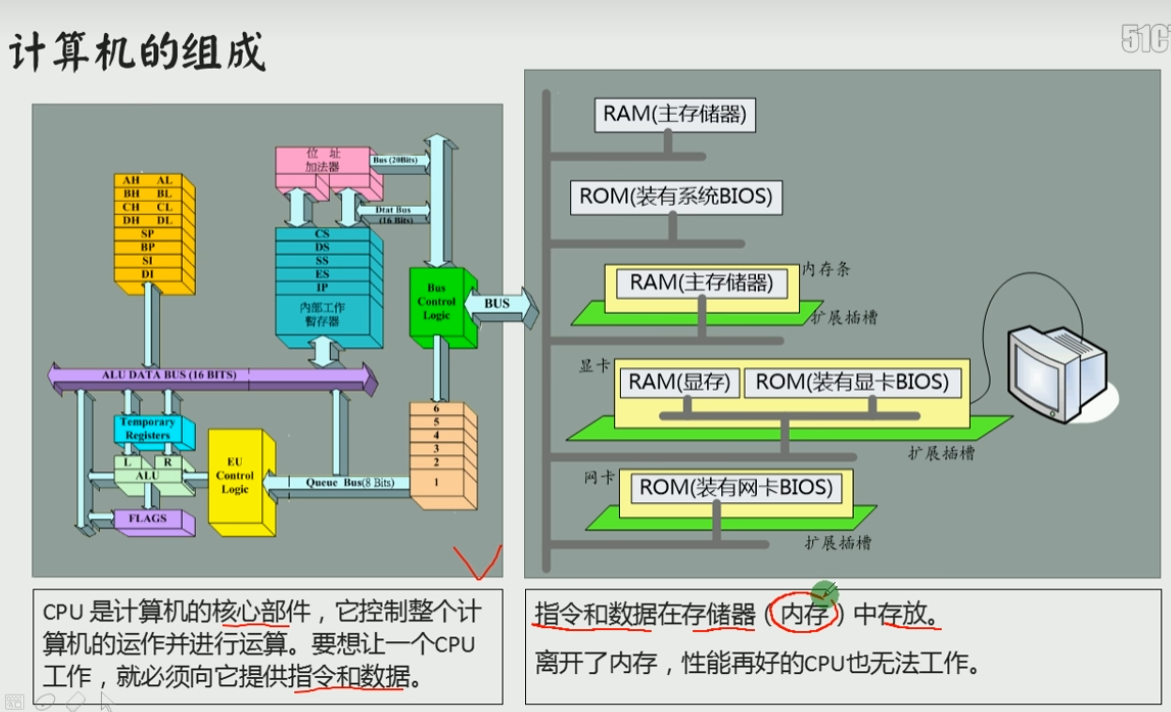 计算机的组成
位 址
加法器
Bus (20Bits)
AH AL
BH BL
CH CL
DH DL
SP
BP
SI
DI
Dtat Bus
(16 Bits)
CS
DS
SS
ES
IP
内部工作
暫存器
Bus
Control
Logic
BUS
ALU DATA BUS (16 BITS)
Temporary
Registers
L R
ALU
FLAGS
EU
Control
Logic
Queue Bus(8 Bits)
6
5
4
3
2
1
RAM(主存储器)
ROM(装有系统BIOS)
RAM(主存储器)
内存条
扩展插槽
显卡
RAM(显存)
ROM(装有显卡BIOS)
扩展插槽
网卡
ROM(装有网卡BIOS)
扩展插槽
CPU 是计算机的核心部件，它控制整个计
算机的运作并进行运算。要想让一个CPU
工作，就必须向它提供指令和数据。
指令和数据在存储器（内存）中存放。
离开了内存，性能再好的CPU也无法工作。